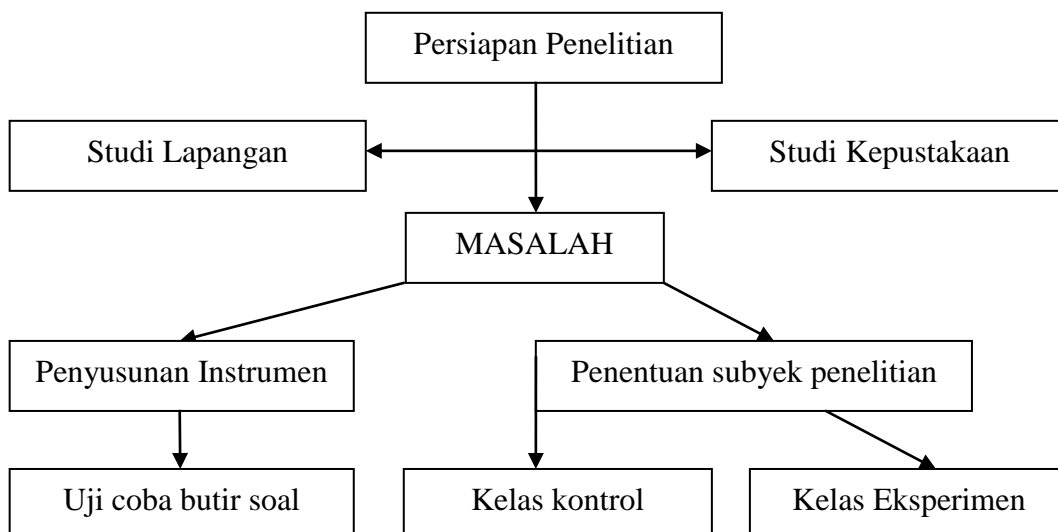 Persiapan Penelitian
Studi Lapangan
Studi Kepustakaan
MASALAH
Penyusunan Instrumen
Penentuan subyek penelitian
Uji coba butir soal
Kelas kontrol
Kelas Eksperimen